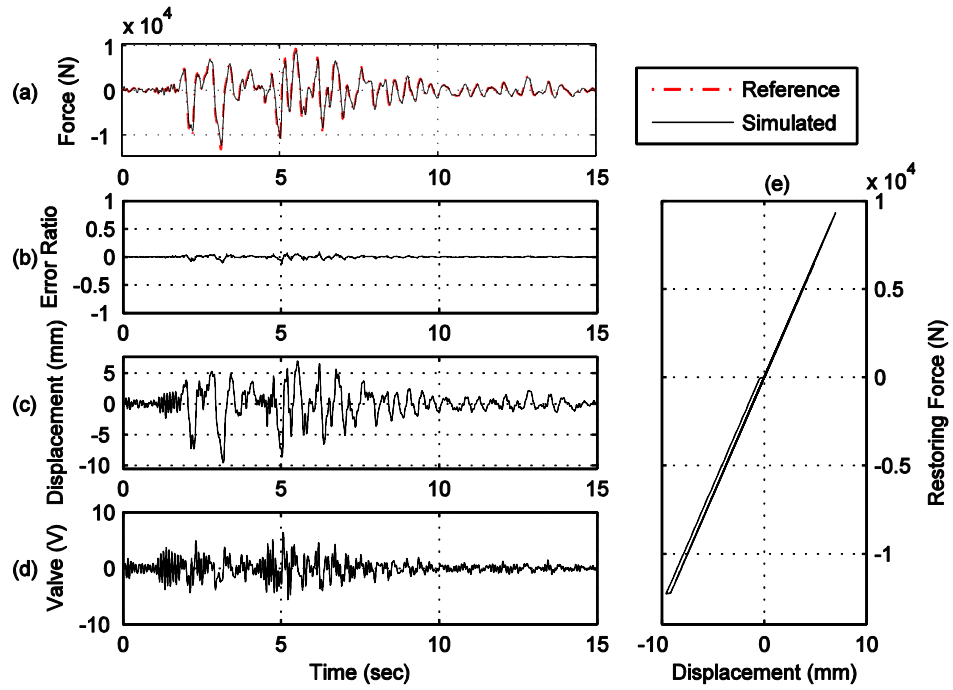 x 10^4
(a)
Force (N)
1
0
-1
0
5
10
15
Reference
Simulated
(b)
Error Ratio
1
0.5
0
-0.5
-1
0
5
10
15
(c)
Displacement (mm)
5
0
-5
-10
0
5
10
15
(d)
Valve (V)
10
0
-10
0
5
10
15
Time (sec)
(e)
x 10^4
1
0.5
0
-0.5
-1
Restoring Force (N)
-10
0
10
Displacement (mm)